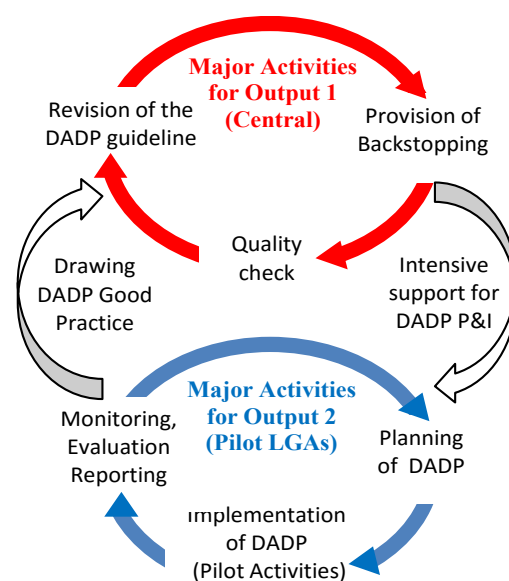 Major Activities
for Output 1
(Central)
Revision of the
DADP guideline
Provision of
Backstopping
Quality
check
Drawing
DADP Good
Practice
Intensive
support for
DADP P&I
Major Activities
for Output 2
(Pilot LGAs)
Monitoring,
Evaluation
Reporting
Planning
of DADP
Implementation
of DADP
(Pilot Activities)